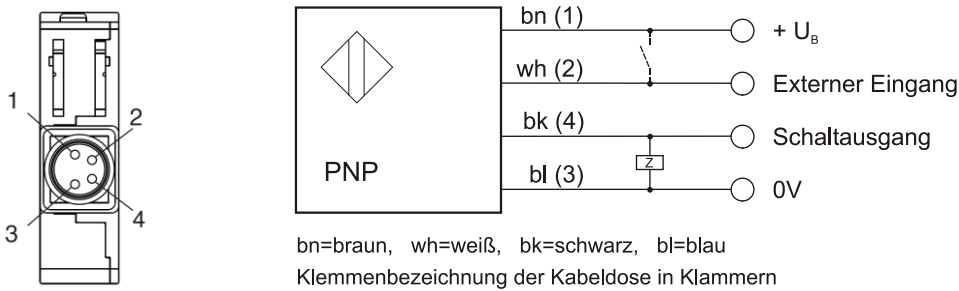 1
2
3
4
bn (1)
+ U_B
wh (2)
Externer Eingang
bk (4)
Schaltausgang
Z
PNP
bl (3)
0V
bn=braun, wh=weiß, bk=schwarz, bl=blau
Klemmenbezeichnung der Kabeldose in Klammern